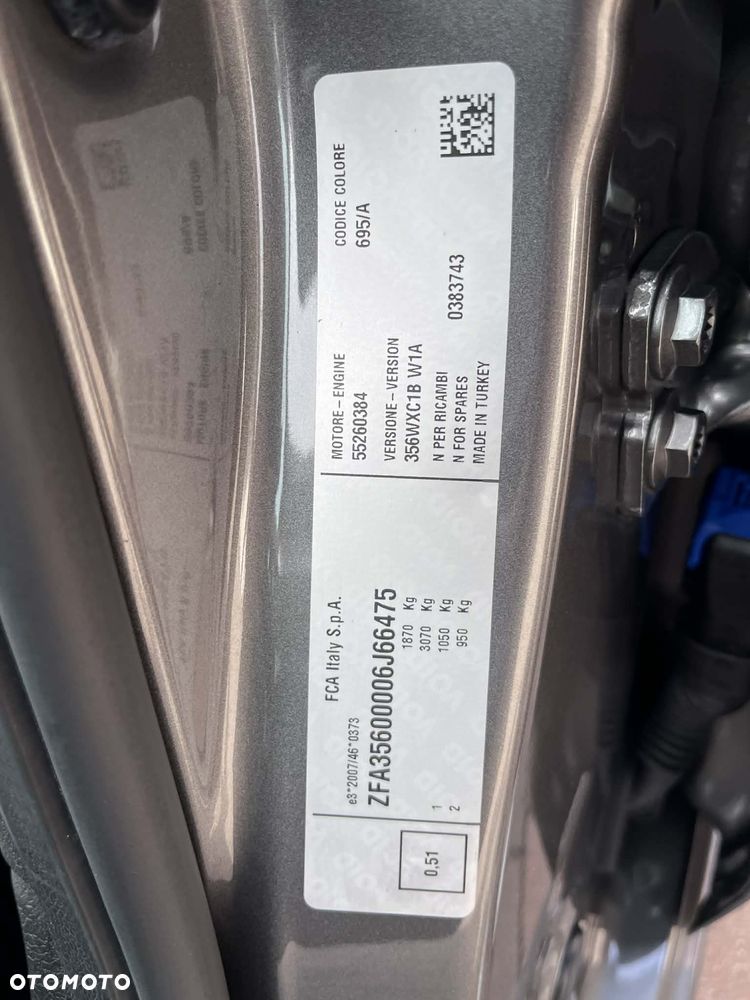 FCA Italy S.p.A.
e3*2007/46*0373
ZFA35600006J66475
1870 Kg
3070 Kg
1 1050 Kg
2 950 Kg
0,51
MOTORE-ENGINE
55260384
VERSIONE-VERSION
356WXC1B W1A
N PER RICAMBI
N FOR SPARES 0383743
MADE IN TURKEY
CODICE COLORE
695/A
OTOMOTO